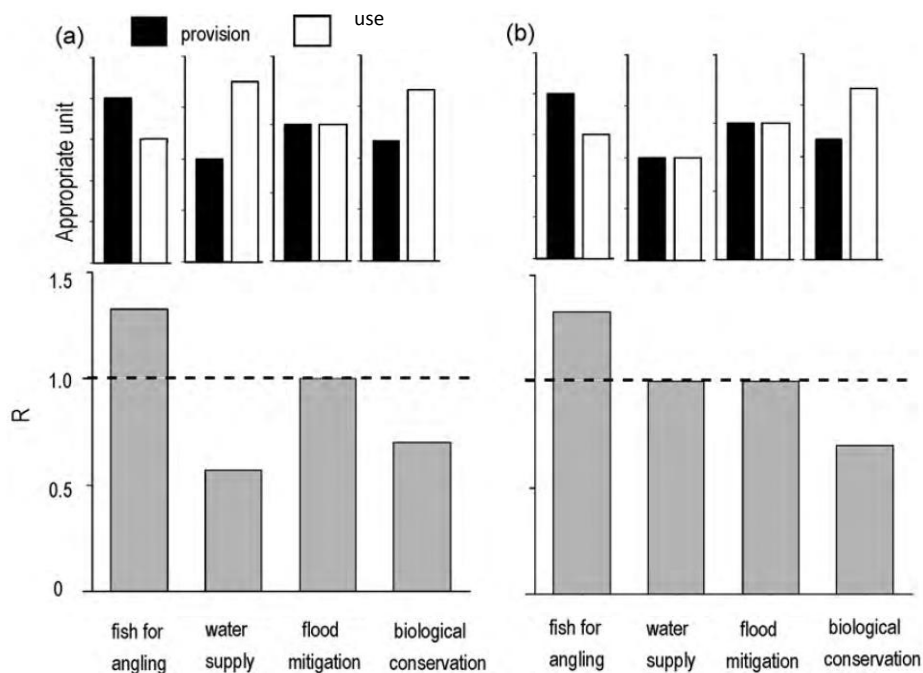 (a)
provision
use
(b)
Appropriate unit
1.5
1.0
0.5
0
R
fish for
angling
water
supply
flood
mitigation
biological
conservation
fish for
angling
water
supply
flood
mitigation
biological
conservation